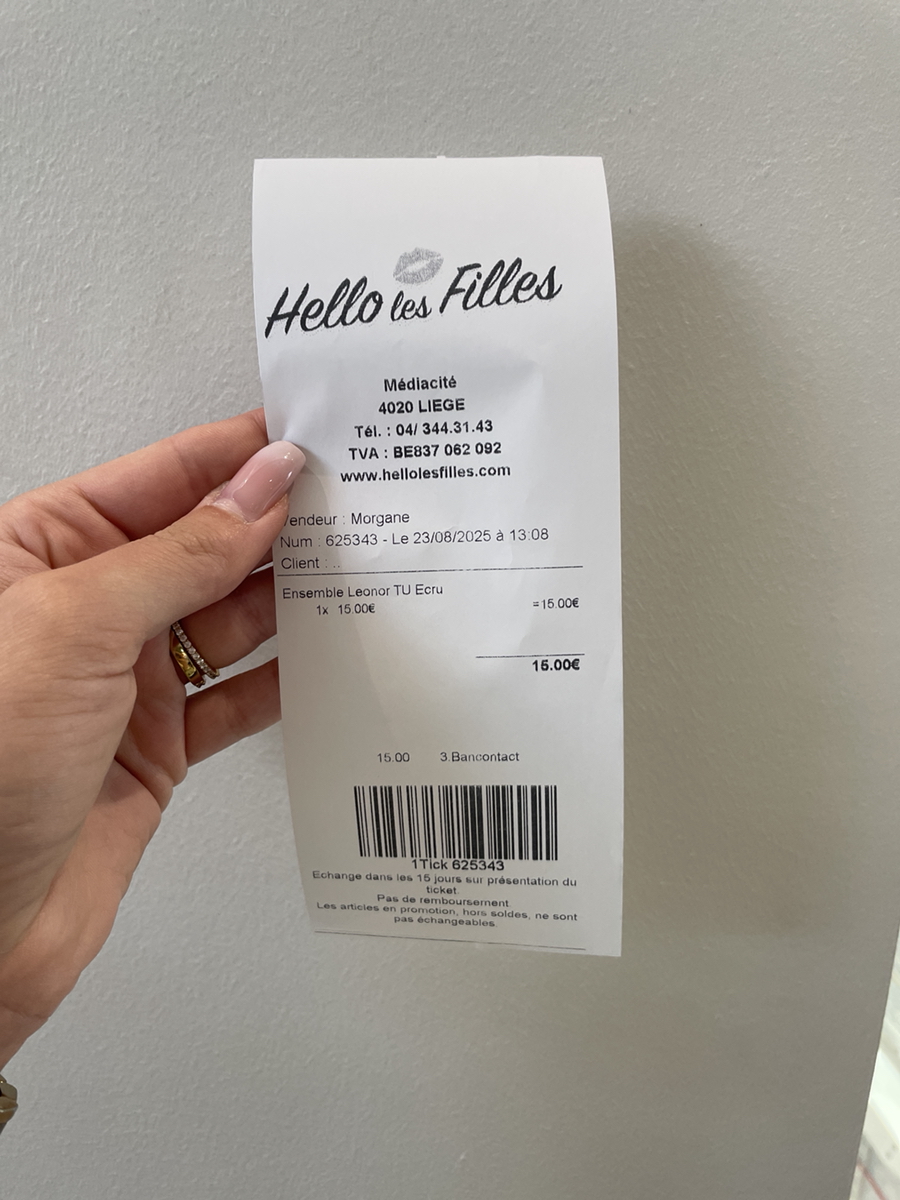 Hello les Filles
Médiacité
4020 LIEGE
Tél. : 04/ 344.31.43
TVA : BE837 062 092
www.hellolesfilles.com
Vendeur : Morgane
Num : 625343 - Le 23/08/2025 à 13:08
Client : ..
Ensemble Leonor TU Ecru
1x 15.00€ =15.00€
15.00€
15.00 3.Bancontact
1Tick 625343
Echange dans les 15 jours sur présentation du
ticket.
Pas de remboursement
Les articles en promotion, hors soldes, ne sont
pas échangeables